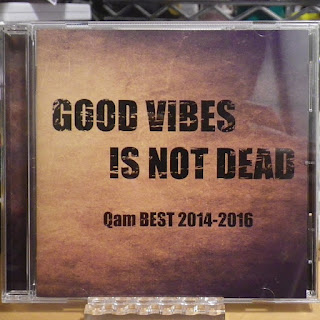 GOOD VIBES
IS NOT DEAD
Qam BEST 2014-2016